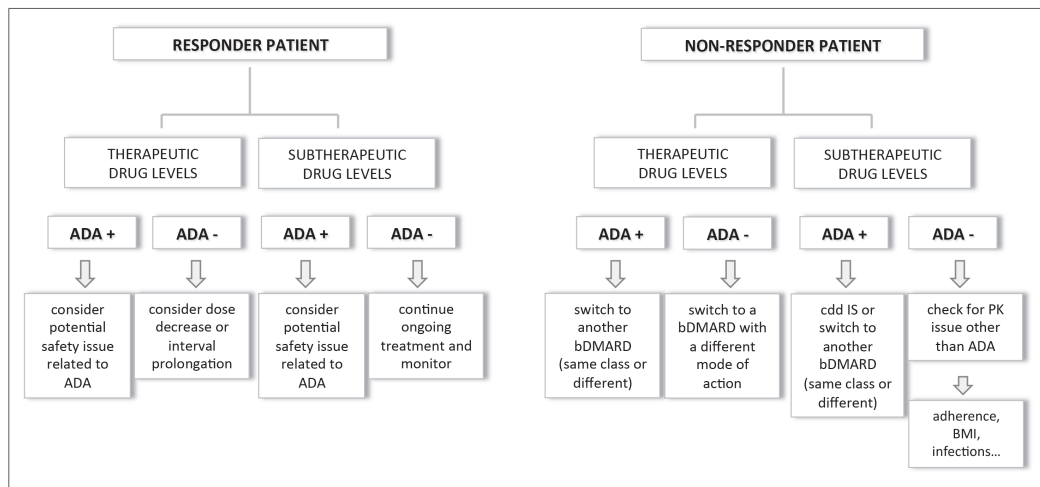 RESPONDER PATIENT
THERAPEUTIC
DRUG LEVELS
SUBTHERAPEUTIC
DRUG LEVELS
ADA +
ADA -
ADA +
ADA -
consider
potential
safety issue
related to
ADA
consider dose
decrease or
interval
prolongation
consider
potential
safety issue
related to
ADA
continue
ongoing
treatment and
monitor
NON-RESPONDER PATIENT
THERAPEUTIC
DRUG LEVELS
SUBTHERAPEUTIC
DRUG LEVELS
ADA +
ADA -
ADA +
ADA -
switch to
another
bDMARD
(same class or
different)
switch to a
bDMARD with
a different
mode of
action
cdd IS or
switch to
another
bDMARD
(same class or
different)
check for PK
issue other
than ADA
adherence,
BMI,
infections...